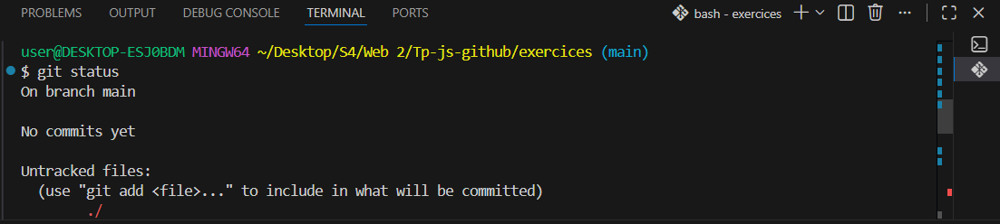 PROBLEMS OUTPUT DEBUG CONSOLE TERMINAL PORTS bash - exercices
user@DESKTOP-ESJ0BDM MINGW64 ~/Desktop/S4/Web 2/Tp-js-github/exercices (main)
$ git status
On branch main
No commits yet
Untracked files:
(use "git add <file>..." to include in what will be committed)
./